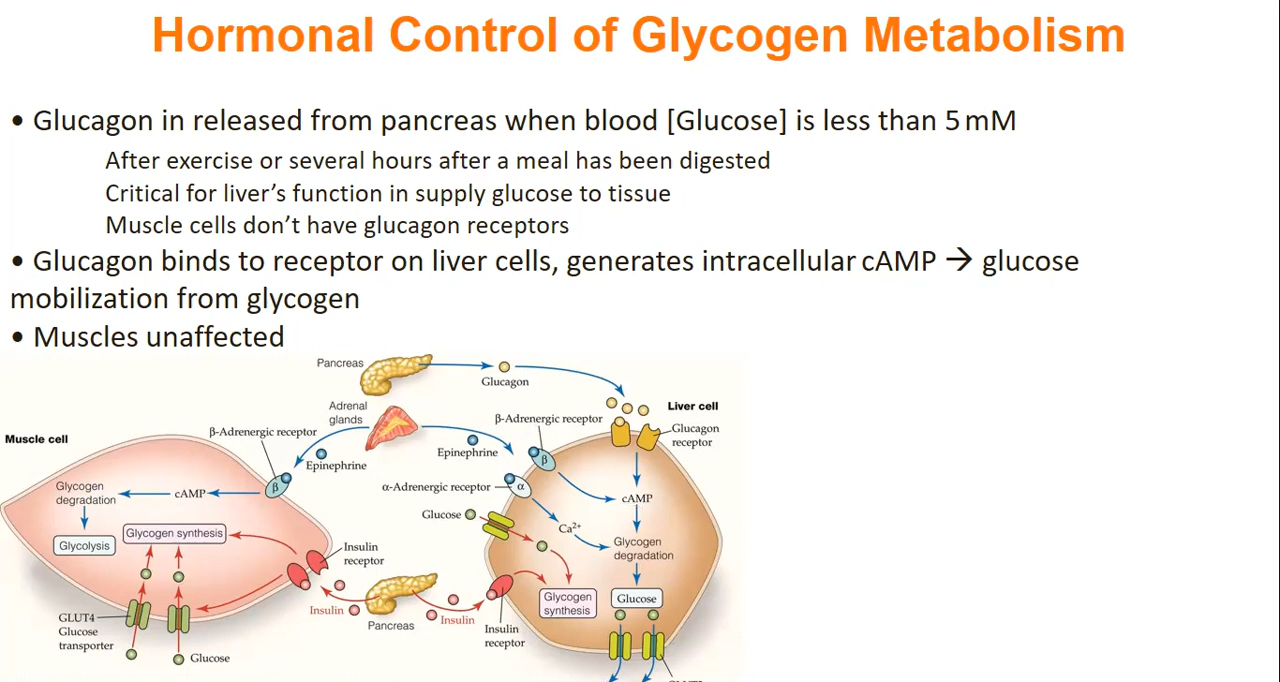 Hormonal Control of Glycogen Metabolism
• Glucagon in released from pancreas when blood [Glucose] is less than 5 mM
After exercise or several hours after a meal has been digested
Critical for liver’s function in supply glucose to tissue
Muscle cells don’t have glucagon receptors
• Glucagon binds to receptor on liver cells, generates intracellular cAMP → glucose
mobilization from glycogen
• Muscles unaffected
Pancreas
Glucagon
Adrenal
glands
Liver cell
β-Adrenergic receptor
Glucagon
receptor
Muscle cell
β-Adrenergic receptor
Epinephrine
Epinephrine
β
α-Adrenergic receptor
α
β
Glycogen
degradation
cAMP
cAMP
Glucose
Ca2+
Glycolysis
Glycogen synthesis
Glycogen
degradation
Insulin
receptor
Glycogen
synthesis
Glucose
Insulin
Insulin
Pancreas
Insulin
receptor
GLUT4
Glucose
transporter
Glucose